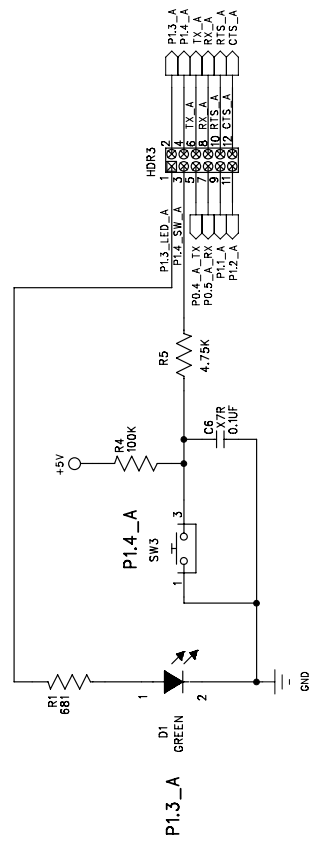 P1.3_A
P1.4_A
TX_A
RX_A
RTS_A
CTS_A
HDR3
1
2
3
4
5
6
7
8
9
10
11
12
TX_A
RX_A
RTS_A
CTS_A
P1.3_LED_A
P1.4_SW_A
P0.4_A_TX
P0.5_A_RX
P1.1_A
P1.2_A
R5
4.75K
+5V
R4
100K
C6
X7R
0.1UF
P1.4_A
SW3
1
3
R1
681
1
2
D1
GREEN
GND
P1.3_A